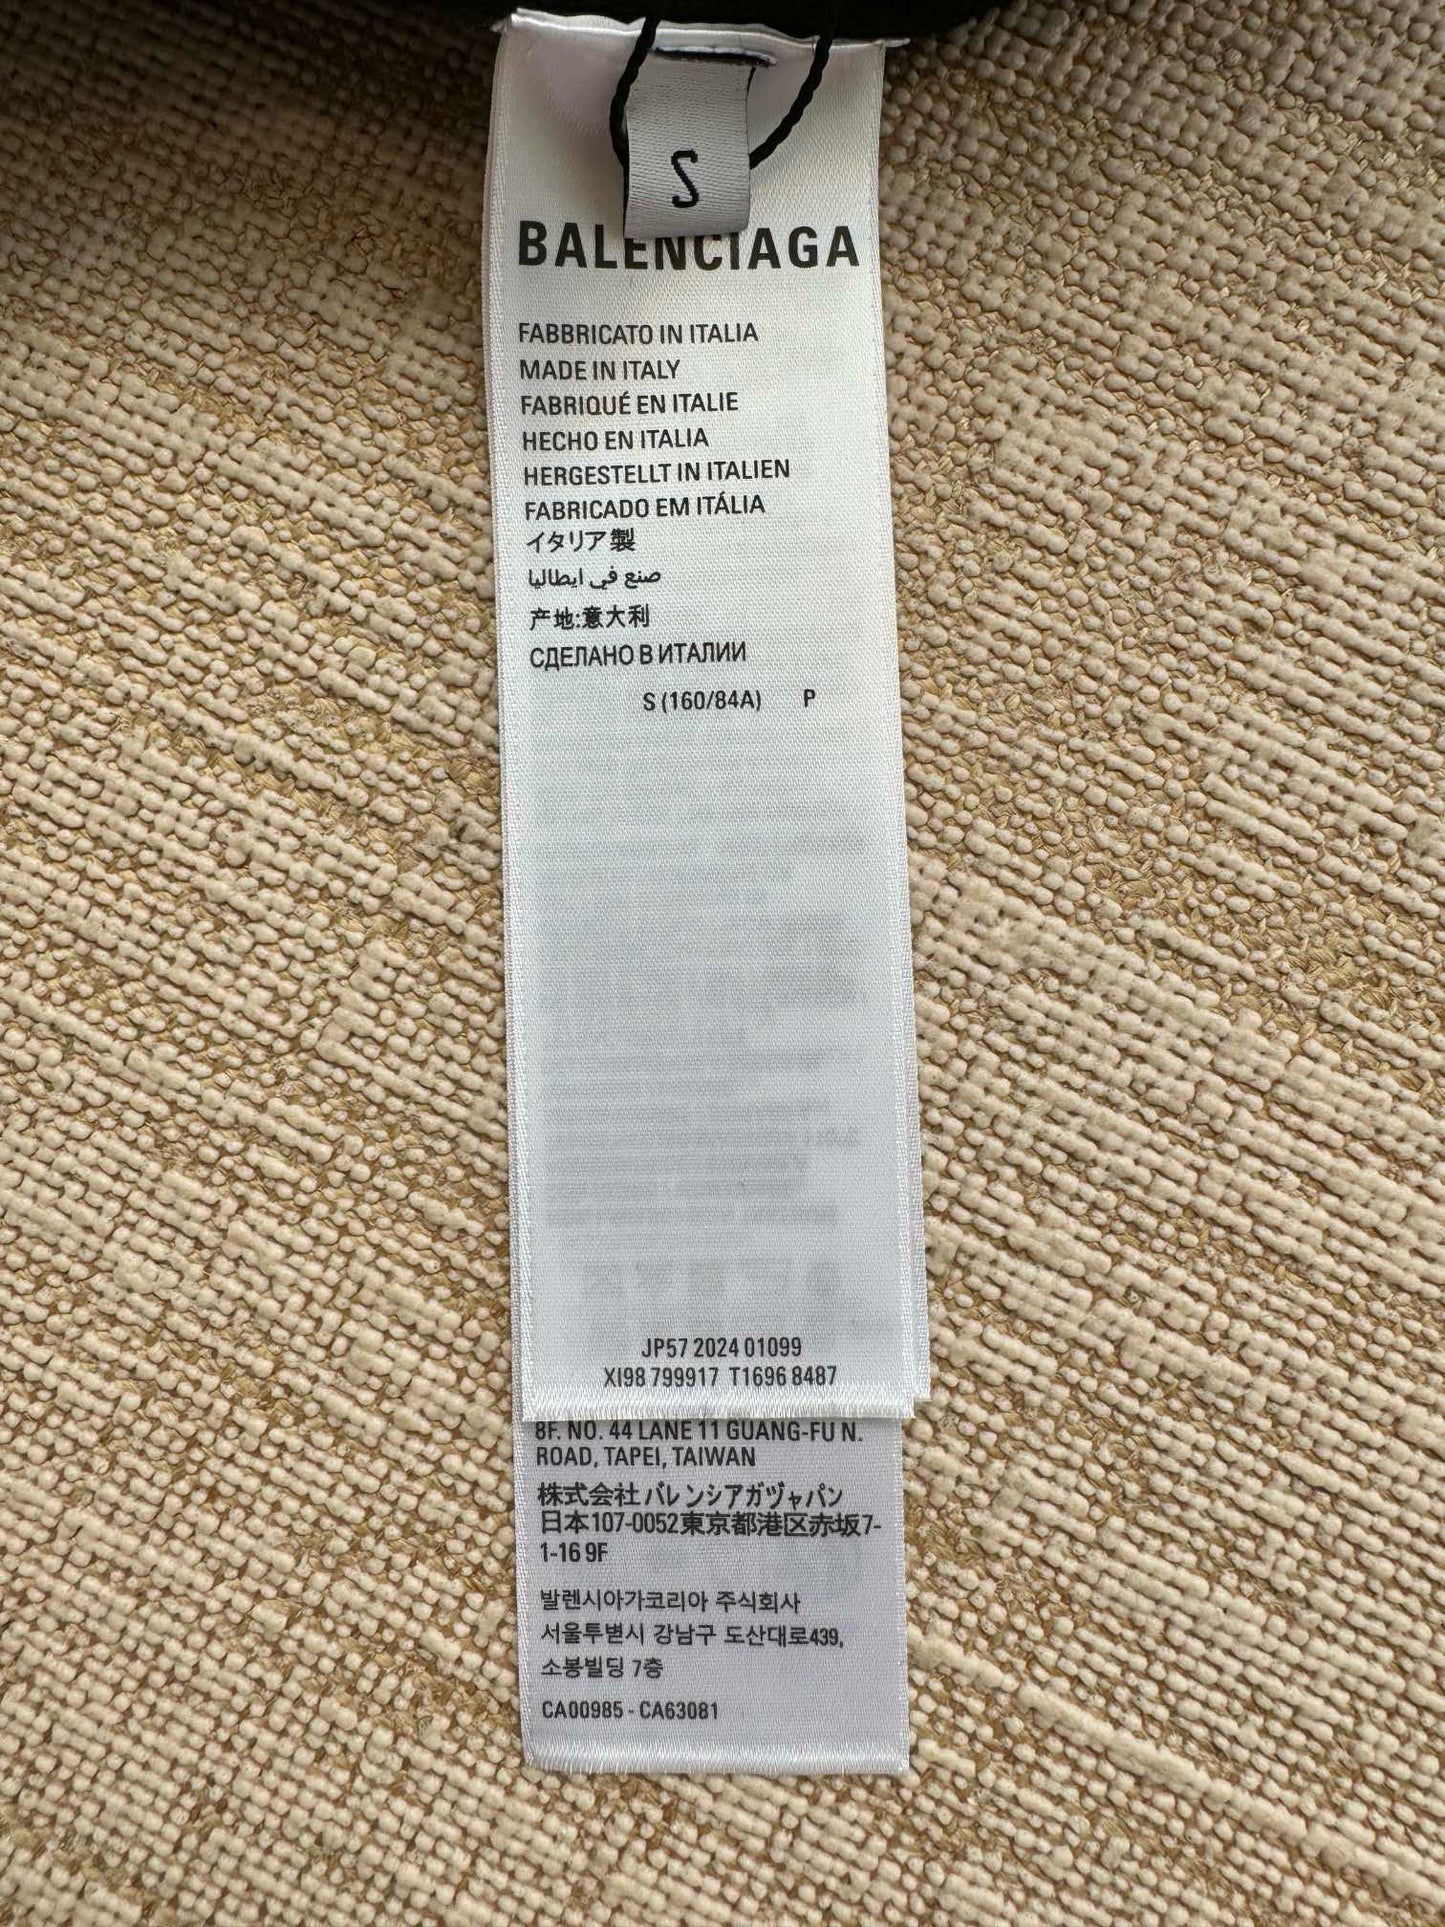 S
BALENCIAGA
FABBRICATO IN ITALIA
MADE IN ITALY
FABRIQUÉ EN ITALIE
HECHO EN ITALIA
HERGESTELLT IN ITALIEN
FABRICADO EM ITÁLIA
イタリア製
صنع في ايطاليا
产地:意大利
СДЕЛАНО В ИТАЛИИ
S (160/84A) P
JP57 2024 01099
XI98 799917 T1696 8487
8F. NO. 44 LANE 11 GUANG-FU N.
ROAD, TAPEI, TAIWAN
株式会社 バレンシアガジャパン
日本107-0052東京都港区赤坂7-
1-16 9F
발렌시아가코리아 주식회사
서울투볃시 강남구 도산대로439,
소봉빌딩 7층
CA00985 - CA63081